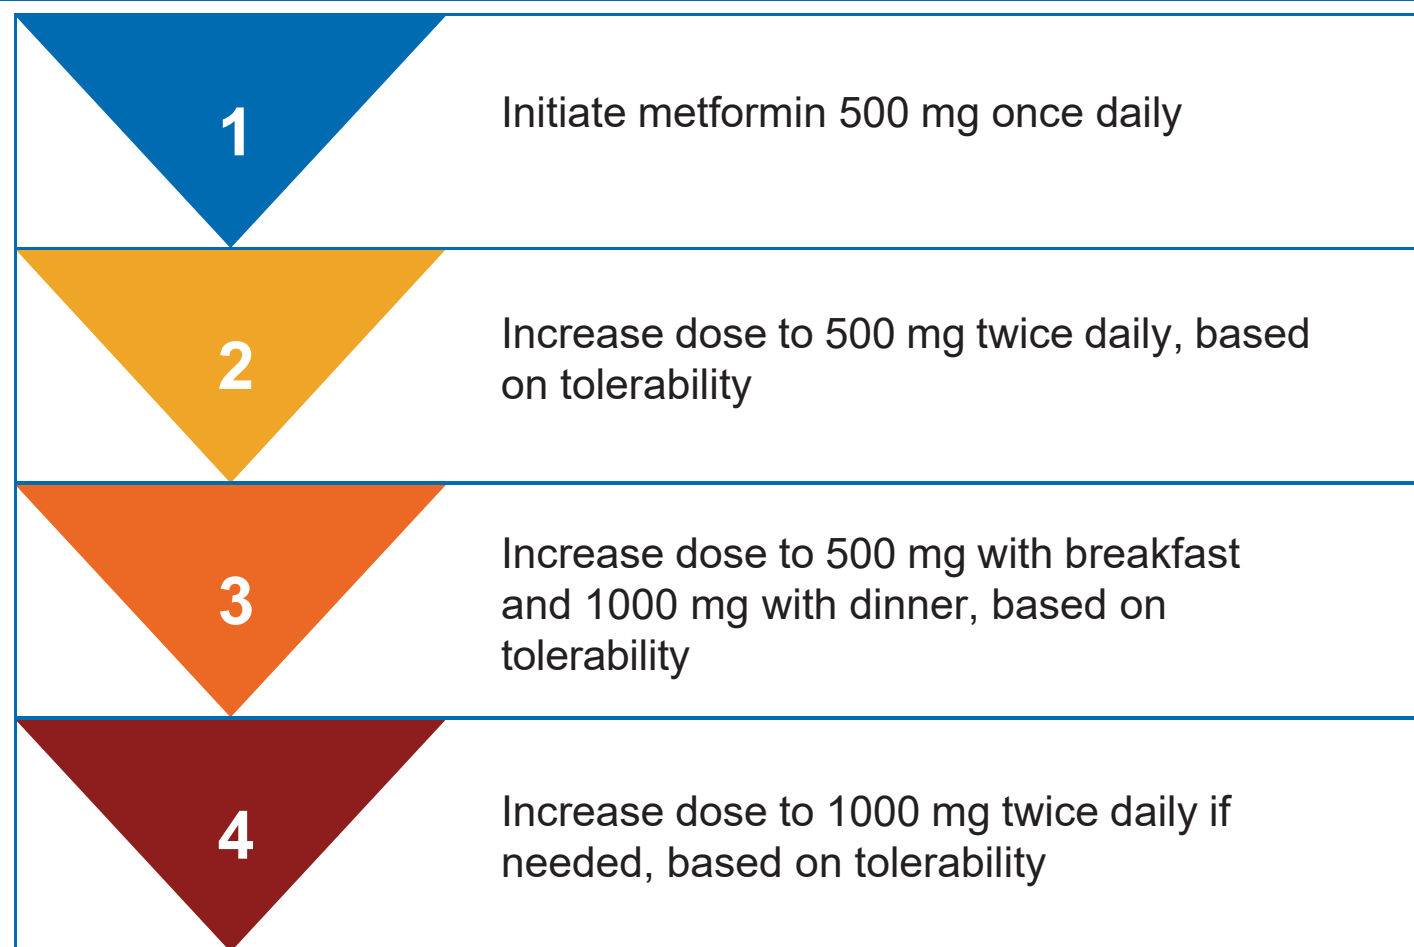 1
Initiate metformin 500 mg once daily
2
Increase dose to 500 mg twice daily, based
on tolerability
3
Increase dose to 500 mg with breakfast
and 1000 mg with dinner, based on
tolerability
4
Increase dose to 1000 mg twice daily if
needed, based on tolerability